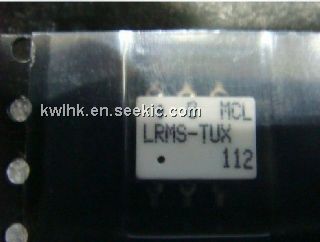 MCL
kwlhk.en.seekic.com
LRMS-TUX
112